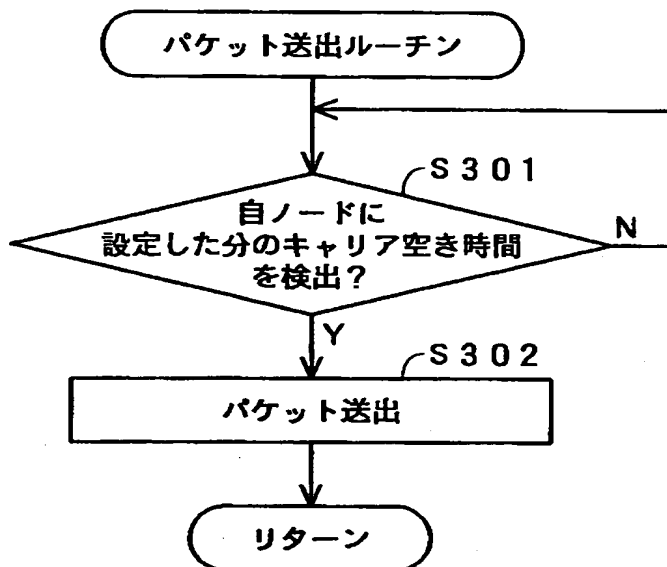 パケット送出ルーチン
S301
自ノードに
設定した分のキャリア空き時間
を検出？
N
Y
S302
パケット送出
リターン